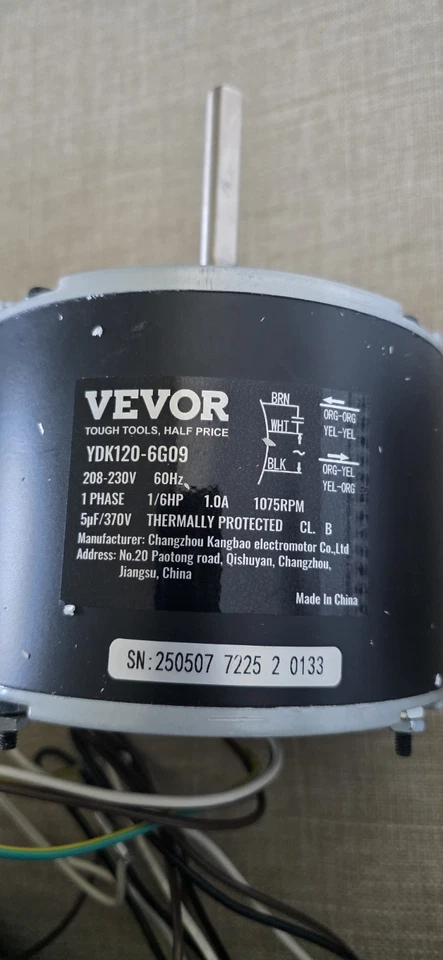 VEVOR
TOUGH TOOLS, HALF PRICE
YDK120-6G09
208-230V 60Hz
1 PHASE 1/6HP 1.0A 1075RPM
5µF/370V THERMALLY PROTECTED CL. B
Manufacturer: Changzhou Kangbao electromotor Co.,Ltd
Address: No.20 Paotong road, Qishuyan, Changzhou,
Jiangsu, China
Made in China
BRN
WHT
BLK
ORG-ORG
YEL-YEL
ORG-YEL
YEL-ORG
SN:250507 7225 2 0133